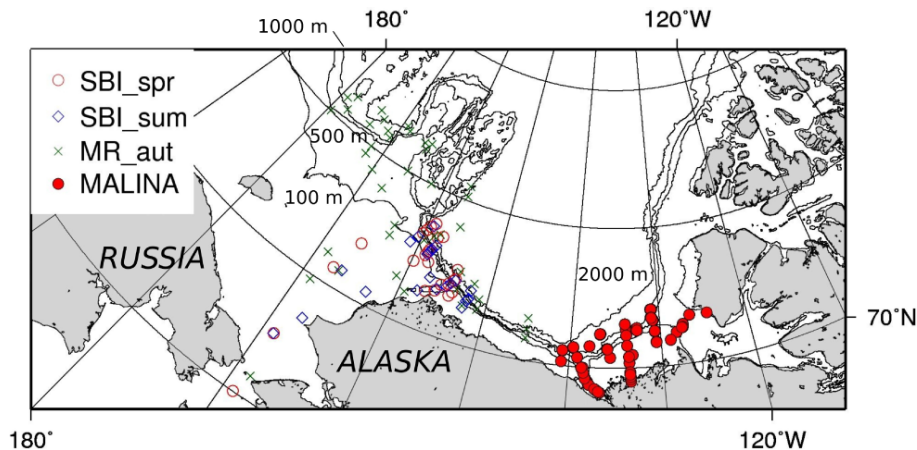 1000 m
180°
120°W
SBI_spr
SBI_sum
MR_aut
MALINA
500 m
100 m
RUSSIA
2000 m
70°N
ALASKA
180°
120°W